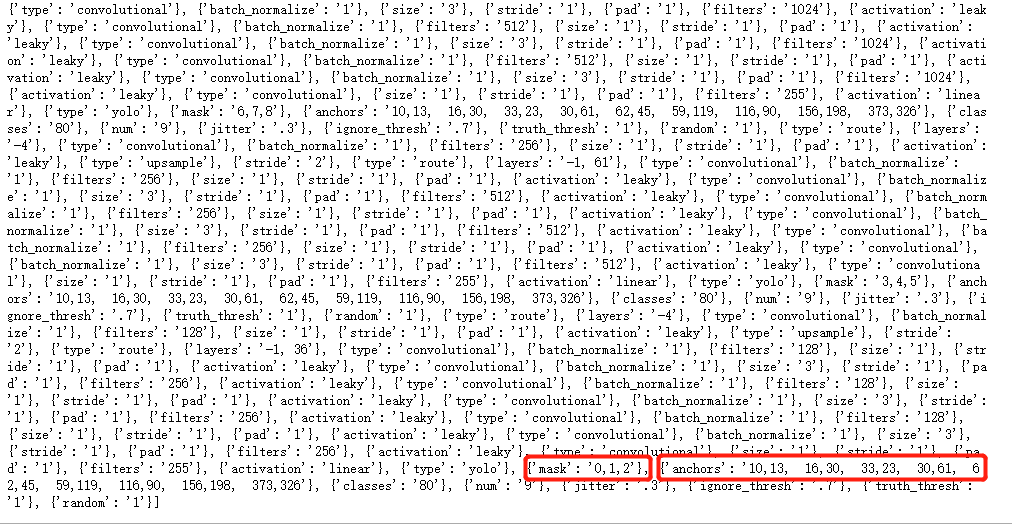 {'type': 'convolutional'}, {'batch_normalize': '1'}, {'size': '3'}, {'stride': '1'}, {'pad': '1'}, {'filters': '1024'}, {'activation': 'leak
y'}, {'type': 'convolutional'}, {'batch_normalize': '1'}, {'filters': '512'}, {'size': '1'}, {'stride': '1'}, {'pad': '1'}, {'activation':
'leaky'}, {'type': 'convolutional'}, {'batch_normalize': '1'}, {'size': '3'}, {'stride': '1'}, {'pad': '1'}, {'filters': '1024'}, {'activati
on': 'leaky'}, {'type': 'convolutional'}, {'batch_normalize': '1'}, {'filters': '512'}, {'size': '1'}, {'stride': '1'}, {'pad': '1'}, {'acti
vation': 'leaky'}, {'type': 'convolutional'}, {'batch_normalize': '1'}, {'size': '3'}, {'stride': '1'}, {'pad': '1'}, {'filters': '1024'},
{'activation': 'leaky'}, {'type': 'convolutional'}, {'size': '1'}, {'stride': '1'}, {'pad': '1'}, {'filters': '255'}, {'activation': 'linea
r'}, {'type': 'yolo'}, {'mask': '6,7,8'}, {'anchors': '10,13, 16,30, 33,23, 30,61, 62,45, 59,119, 116,90, 156,198, 373,326'}, {'clas
ses': '80'}, {'num': '9'}, {'jitter': '.3'}, {'ignore_thresh': '.7'}, {'truth_thresh': '1'}, {'random': '1'}, {'type': 'route'}, {'layers':
'-4'}, {'type': 'convolutional'}, {'batch_normalize': '1'}, {'filters': '256'}, {'size': '1'}, {'stride': '1'}, {'pad': '1'}, {'activation':
'leaky'}, {'type': 'upsample'}, {'stride': '2'}, {'type': 'route'}, {'layers': '-1, 61'}, {'type': 'convolutional'}, {'batch_normalize':
'1'}, {'filters': '256'}, {'size': '1'}, {'stride': '1'}, {'pad': '1'}, {'activation': 'leaky'}, {'type': 'convolutional'}, {'batch_normaliz
e': '1'}, {'size': '3'}, {'stride': '1'}, {'pad': '1'}, {'filters': '512'}, {'activation': 'leaky'}, {'type': 'convolutional'}, {'batch_norm
alize': '1'}, {'filters': '256'}, {'size': '1'}, {'stride': '1'}, {'pad': '1'}, {'activation': 'leaky'}, {'type': 'convolutional'}, {'batch_
normalize': '1'}, {'size': '3'}, {'stride': '1'}, {'pad': '1'}, {'filters': '512'}, {'activation': 'leaky'}, {'type': 'convolutional'}, {'ba
tch_normalize': '1'}, {'filters': '256'}, {'size': '1'}, {'stride': '1'}, {'pad': '1'}, {'activation': 'leaky'}, {'type': 'convolutional'},
{'batch_normalize': '1'}, {'size': '3'}, {'stride': '1'}, {'pad': '1'}, {'filters': '512'}, {'activation': 'leaky'}, {'type': 'convolutiona
l'}, {'size': '1'}, {'stride': '1'}, {'pad': '1'}, {'filters': '255'}, {'activation': 'linear'}, {'type': 'yolo'}, {'mask': '3,4,5'}, {'anch
ors': '10,13, 16,30, 33,23, 30,61, 62,45, 59,119, 116,90, 156,198, 373,326'}, {'classes': '80'}, {'num': '9'}, {'jitter': '.3'}, {'i
gnore_thresh': '.7'}, {'truth_thresh': '1'}, {'random': '1'}, {'type': 'route'}, {'layers': '-4'}, {'type': 'convolutional'}, {'batch_normal
ize': '1'}, {'filters': '128'}, {'size': '1'}, {'stride': '1'}, {'pad': '1'}, {'activation': 'leaky'}, {'type': 'upsample'}, {'stride':
'2'}, {'type': 'route'}, {'layers': '-1, 36'}, {'type': 'convolutional'}, {'batch_normalize': '1'}, {'filters': '128'}, {'size': '1'}, {'str
ide': '1'}, {'pad': '1'}, {'activation': 'leaky'}, {'type': 'convolutional'}, {'batch_normalize': '1'}, {'size': '3'}, {'stride': '1'}, {'pa
d': '1'}, {'filters': '256'}, {'activation': 'leaky'}, {'type': 'convolutional'}, {'batch_normalize': '1'}, {'filters': '128'}, {'size':
'1'}, {'stride': '1'}, {'pad': '1'}, {'activation': 'leaky'}, {'type': 'convolutional'}, {'batch_normalize': '1'}, {'size': '3'}, {'stride':
'1'}, {'pad': '1'}, {'filters': '256'}, {'activation': 'leaky'}, {'type': 'convolutional'}, {'batch_normalize': '1'}, {'filters': '128'},
{'size': '1'}, {'stride': '1'}, {'pad': '1'}, {'activation': 'leaky'}, {'type': 'convolutional'}, {'batch_normalize': '1'}, {'size': '3'},
{'stride': '1'}, {'pad': '1'}, {'filters': '256'}, {'activation': 'leaky'}, {'type': 'convolutional'}, {'size': '1'}, {'stride': '1'}, {'pa
d': '1'}, {'filters': '255'}, {'activation': 'linear'}, {'type': 'yolo'}, {'mask': '0,1,2'}, {'anchors': '10,13, 16,30, 33,23, 30,61, 6
2,45, 59,119, 116,90, 156,198, 373,326'}, {'classes': '80'}, {'num': '9'}, {'jitter': '.3'}, {'ignore_thresh': '.7'}, {'truth_thresh':
'1'}, {'random': '1'}]